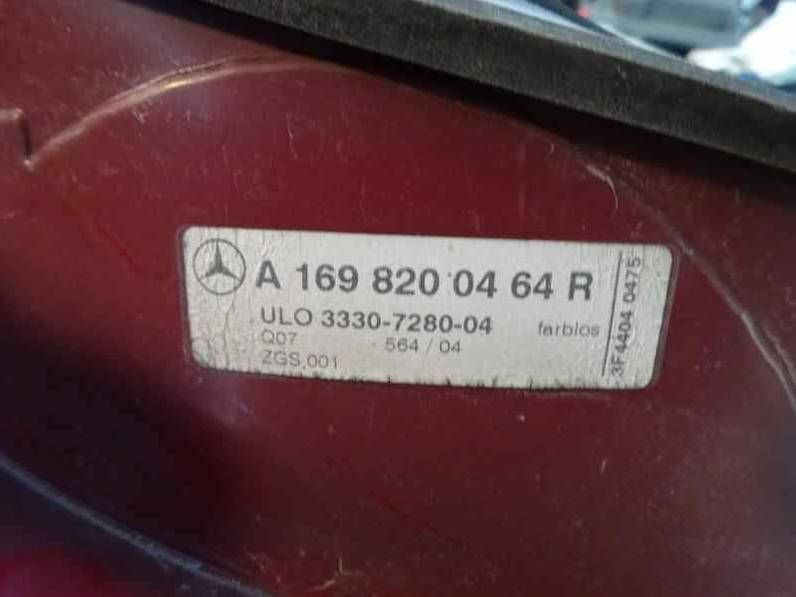 A 169 820 04 64 R
ULO 3330-7280-04 farblos
Q07 564 / 04
ZGS.001
3F4404 0475